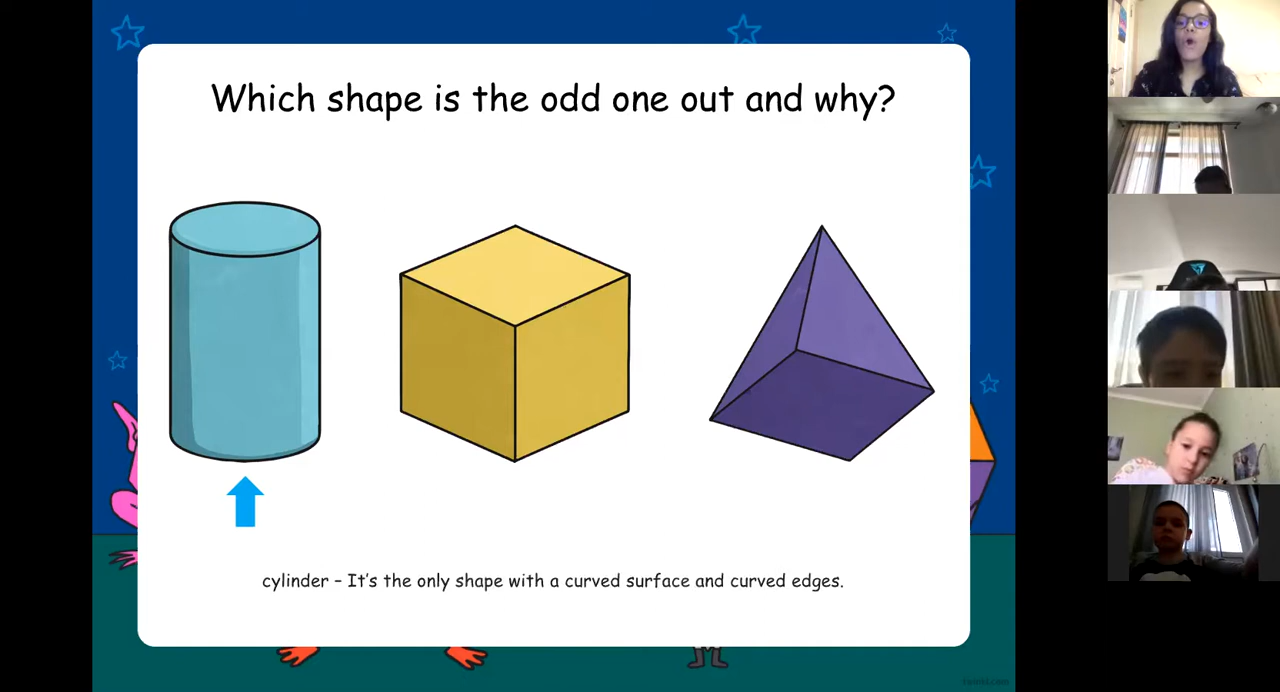 Which shape is the odd one out and why?
cylinder – It's the only shape with a curved surface and curved edges.